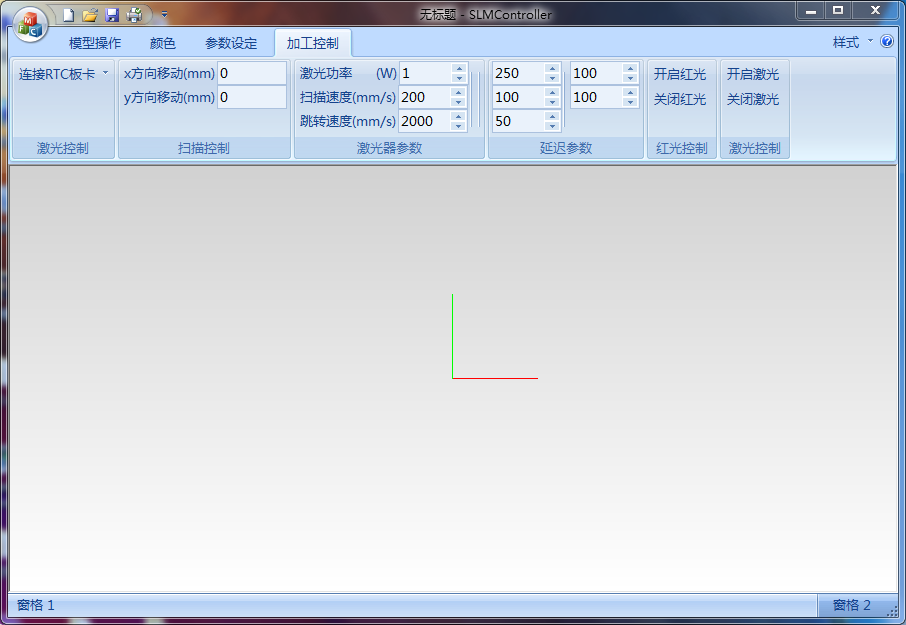 无标题 - SLMController
模型操作 颜色 参数设定 加工控制 样式
连接RTC板卡 x方向移动(mm) 0 激光功率 (W) 1 250 100 开启红光 开启激光
y方向移动(mm) 0 扫描速度(mm/s) 200 100 100 关闭红光 关闭激光
跳转速度(mm/s) 2000 50
激光控制 扫描控制 激光器参数 延迟参数 红光控制 激光控制
窗格 1 窗格 2